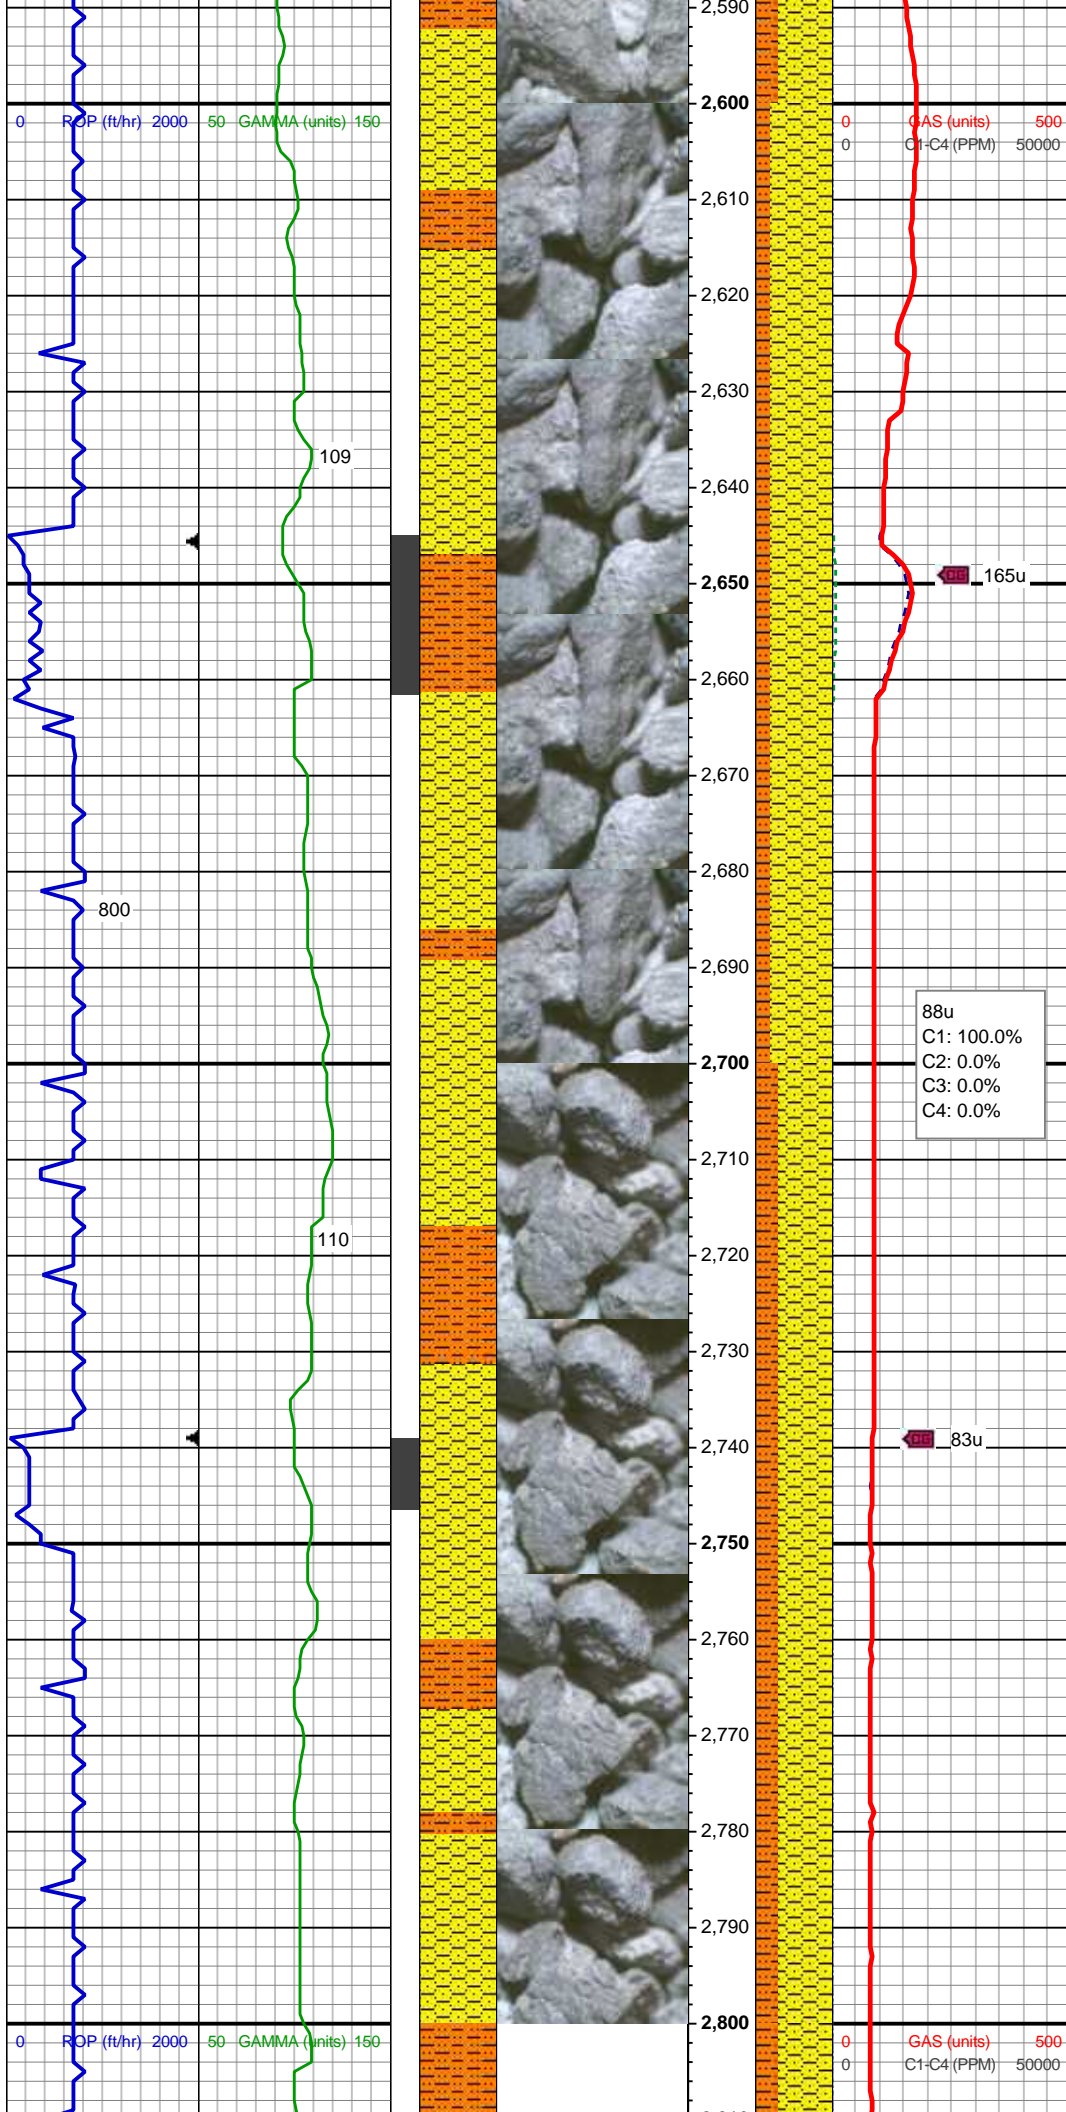 2,590
2,600
0 ROP (ft/hr) 2000 50 GAMMA (units) 150
0 GAS (units) 500
0 C1-C4 (PPM) 50000
2,610
2,620
2,630
109
2,640
2,650
CG 165u
2,660
2,670
2,680
800
2,690
88u
C1: 100.0%
C2: 0.0%
C3: 0.0%
C4: 0.0%
2,700
2,710
110
2,720
2,730
2,740
CG 83u
2,750
2,760
2,770
2,780
2,790
2,800
0 ROP (ft/hr) 2000 50 GAMMA (units) 150
0 GAS (units) 500
0 C1-C4 (PPM) 50000